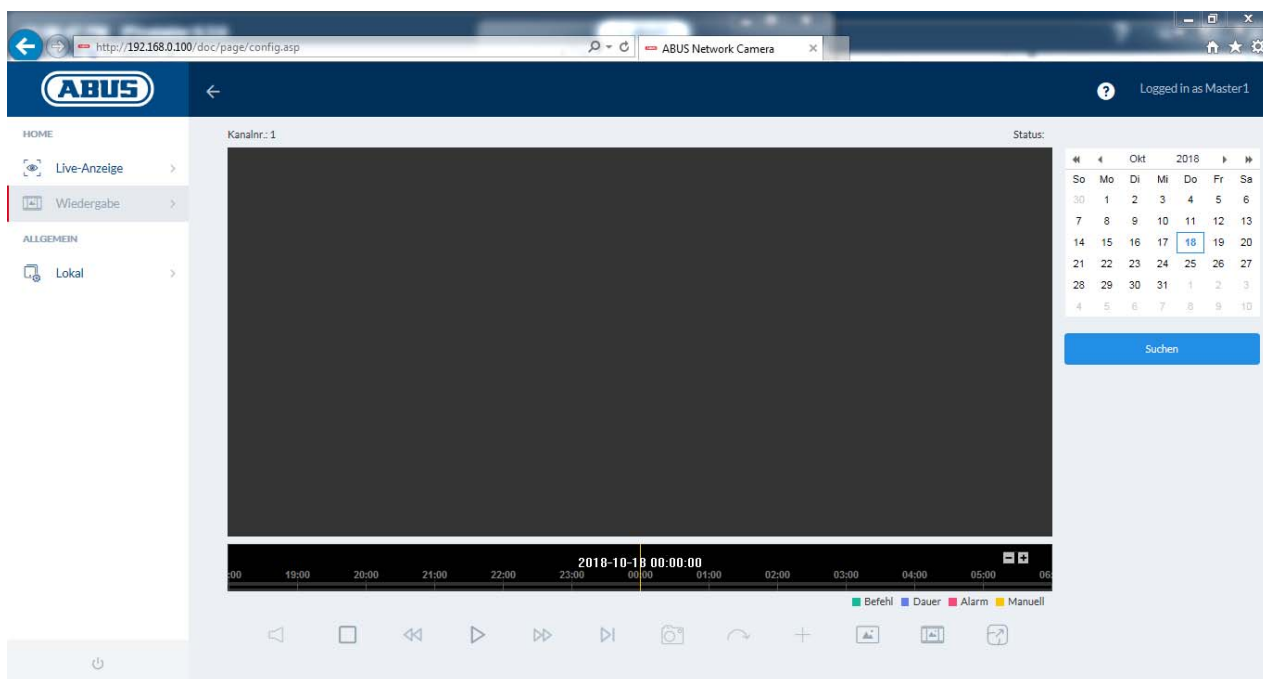 http://192.168.0.100/doc/page/config.asp
ABUS Network Camera
ABUS
? Logged in as Master1
HOME
Live-Anzeige
Wiedergabe
ALLGEMEIN
Lokal
Kanalnr.: 1
Status:
Okt 2018
So Mo Di Mi Do Fr Sa
30 1 2 3 4 5 6
7 8 9 10 11 12 13
14 15 16 17 18 19 20
21 22 23 24 25 26 27
28 29 30 31 1 2 3
4 5 6 7 8 9 10
Suchen
2018-10-18 00:00:00
:00 19:00 20:00 21:00 22:00 23:00 00:00 01:00 02:00 03:00 04:00 05:00 06:
Befehl Dauer Alarm Manuell